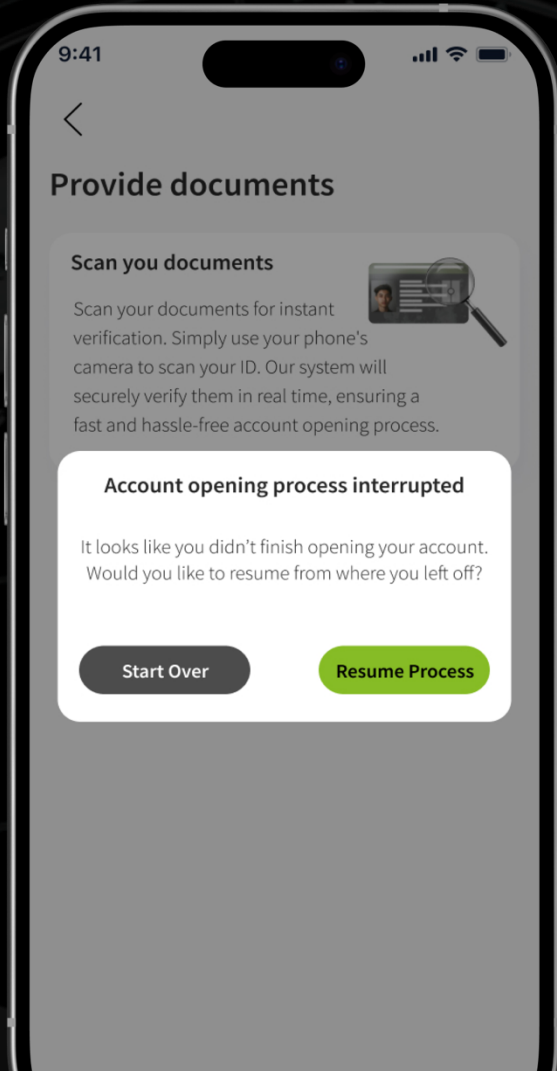 9:41
Provide documents
Scan you documents
Scan your documents for instant
verification. Simply use your phone's
camera to scan your ID. Our system will
securely verify them in real time, ensuring a
fast and hassle-free account opening process.
Account opening process interrupted
It looks like you didn’t finish opening your account.
Would you like to resume from where you left off?
Start Over
Resume Process